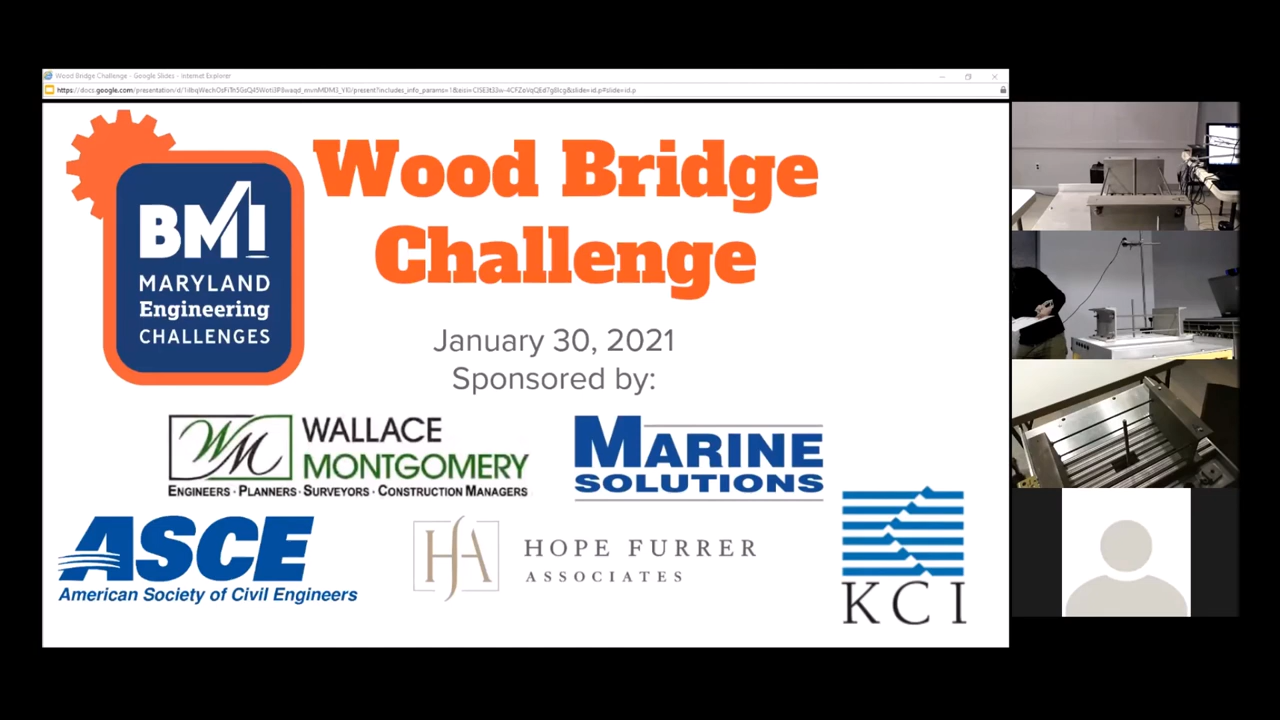 Wood Bridge Challenge - Google Slides - Internet Explorer
Wood Bridge
Challenge
BMI
MARYLAND
Engineering
CHALLENGES
January 30, 2021
Sponsored by:
WM
WALLACE
MONTGOMERY
ENGINEERS · PLANNERS · SURVEYORS · CONSTRUCTION MANAGERS
MARINE
SOLUTIONS
ASCE
American Society of Civil Engineers
HfA
HOPE FURRER
ASSOCIATES
KCI